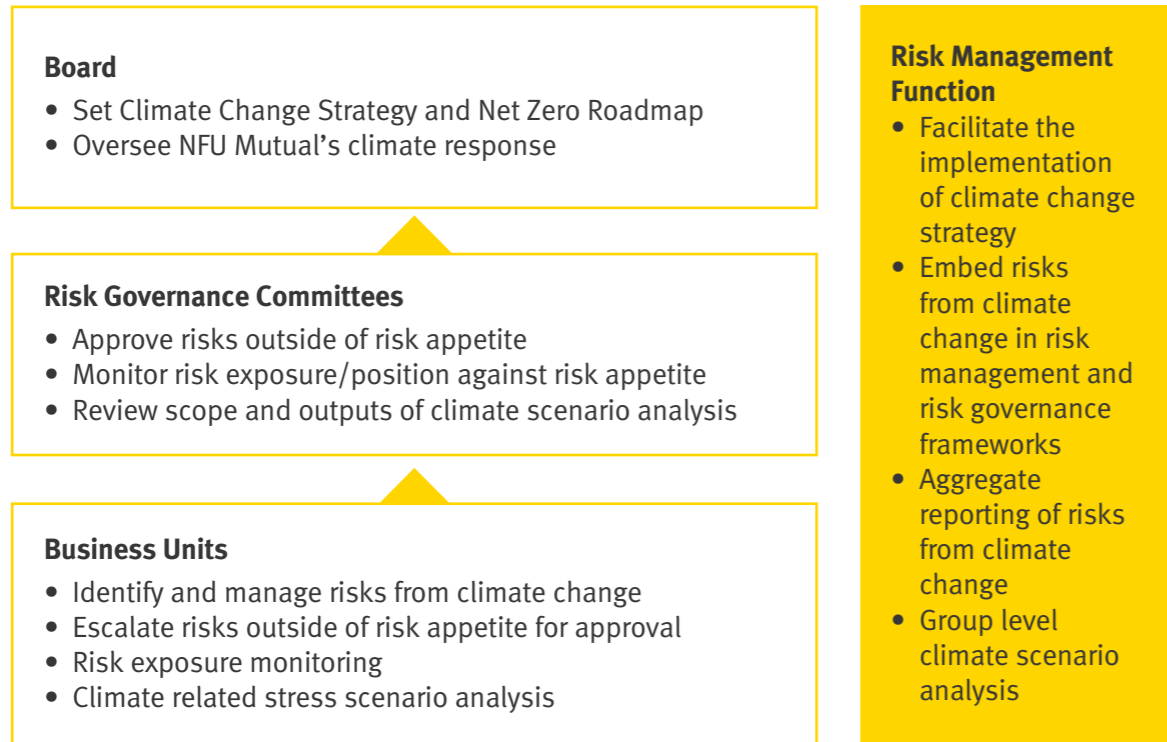 Board
• Set Climate Change Strategy and Net Zero Roadmap
• Oversee NFU Mutual’s climate response
Risk Governance Committees
• Approve risks outside of risk appetite
• Monitor risk exposure/position against risk appetite
• Review scope and outputs of climate scenario analysis
Business Units
• Identify and manage risks from climate change
• Escalate risks outside of risk appetite for approval
• Risk exposure monitoring
• Climate related stress scenario analysis
Risk Management
Function
• Facilitate the
implementation
of climate change
strategy
• Embed risks
from climate
change in risk
management and
risk governance
frameworks
• Aggregate
reporting of risks
from climate
change
• Group level
climate scenario
analysis